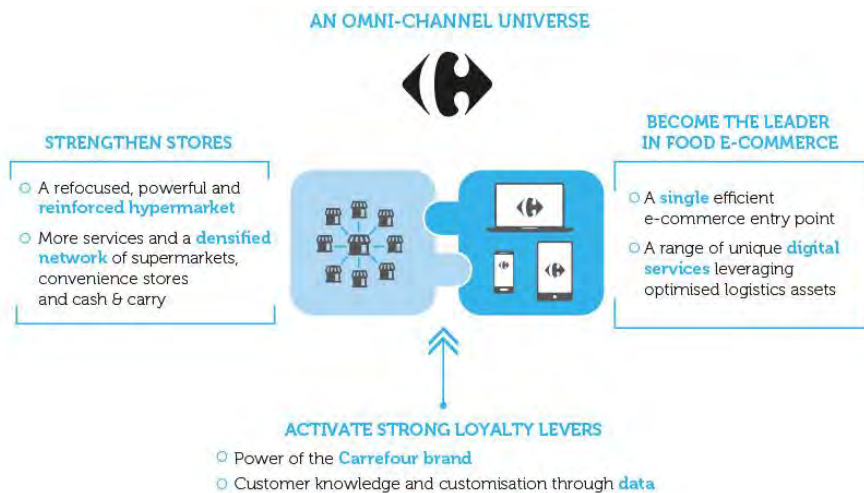 AN OMNI-CHANNEL UNIVERSE
STRENGTHEN STORES
A refocused, powerful and
reinforced hypermarket
More services and a densified
network of supermarkets,
convenience stores
and cash & carry
BECOME THE LEADER
IN FOOD E-COMMERCE
A single efficient
e-commerce entry point
A range of unique digital
services leveraging
optimised logistics assets
ACTIVATE STRONG LOYALTY LEVERS
Power of the Carrefour brand
Customer knowledge and customisation through data